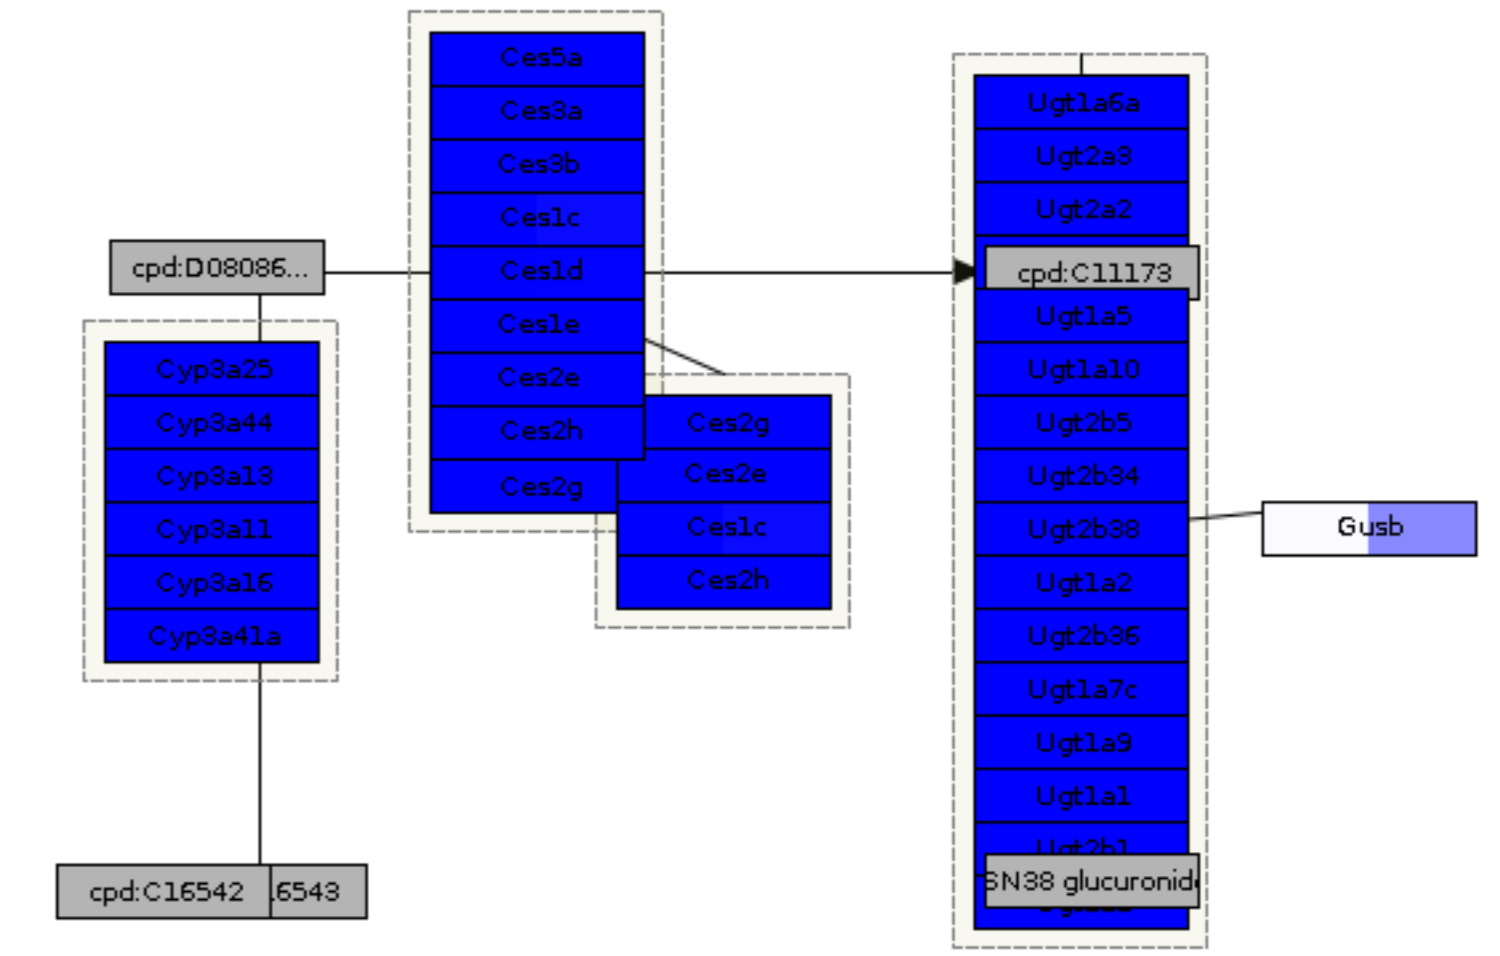 cpd:D08086...
Cyp3a25
Cyp3a44
Cyp3a13
Cyp3a11
Cyp3a16
Cyp3a41a
cpd:C16542
6543
Ces5a
Ces3a
Ces3b
Ces1c
Ces1d
Ces1e
Ces2e
Ces2h
Ces2g
Ces2g
Ces2e
Ces1c
Ces2h
Ugt1a6a
Ugt2a3
Ugt2a2
cpd:C11173
Ugt1a5
Ugt1a10
Ugt2b5
Ugt2b34
Ugt2b38
Ugt1a2
Ugt2b36
Ugt1a7c
Ugt1a9
Ugt1a1
Ugt2b1
SN38 glucuronid
Gusb